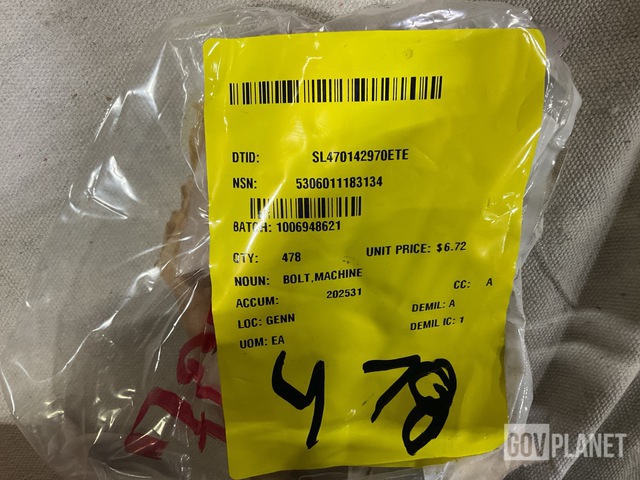 DTID: SL470142970ETE
NSN: 5306011183134
BATCH: 1006948621
QTY: 478 UNIT PRICE: $6.72
NOUN: BOLT,MACHINE
ACCUM: 202531 CC: A
LOC: GENN DEMIL: A
UOM: EA DEMIL IC: 1
478
GOVPLANET